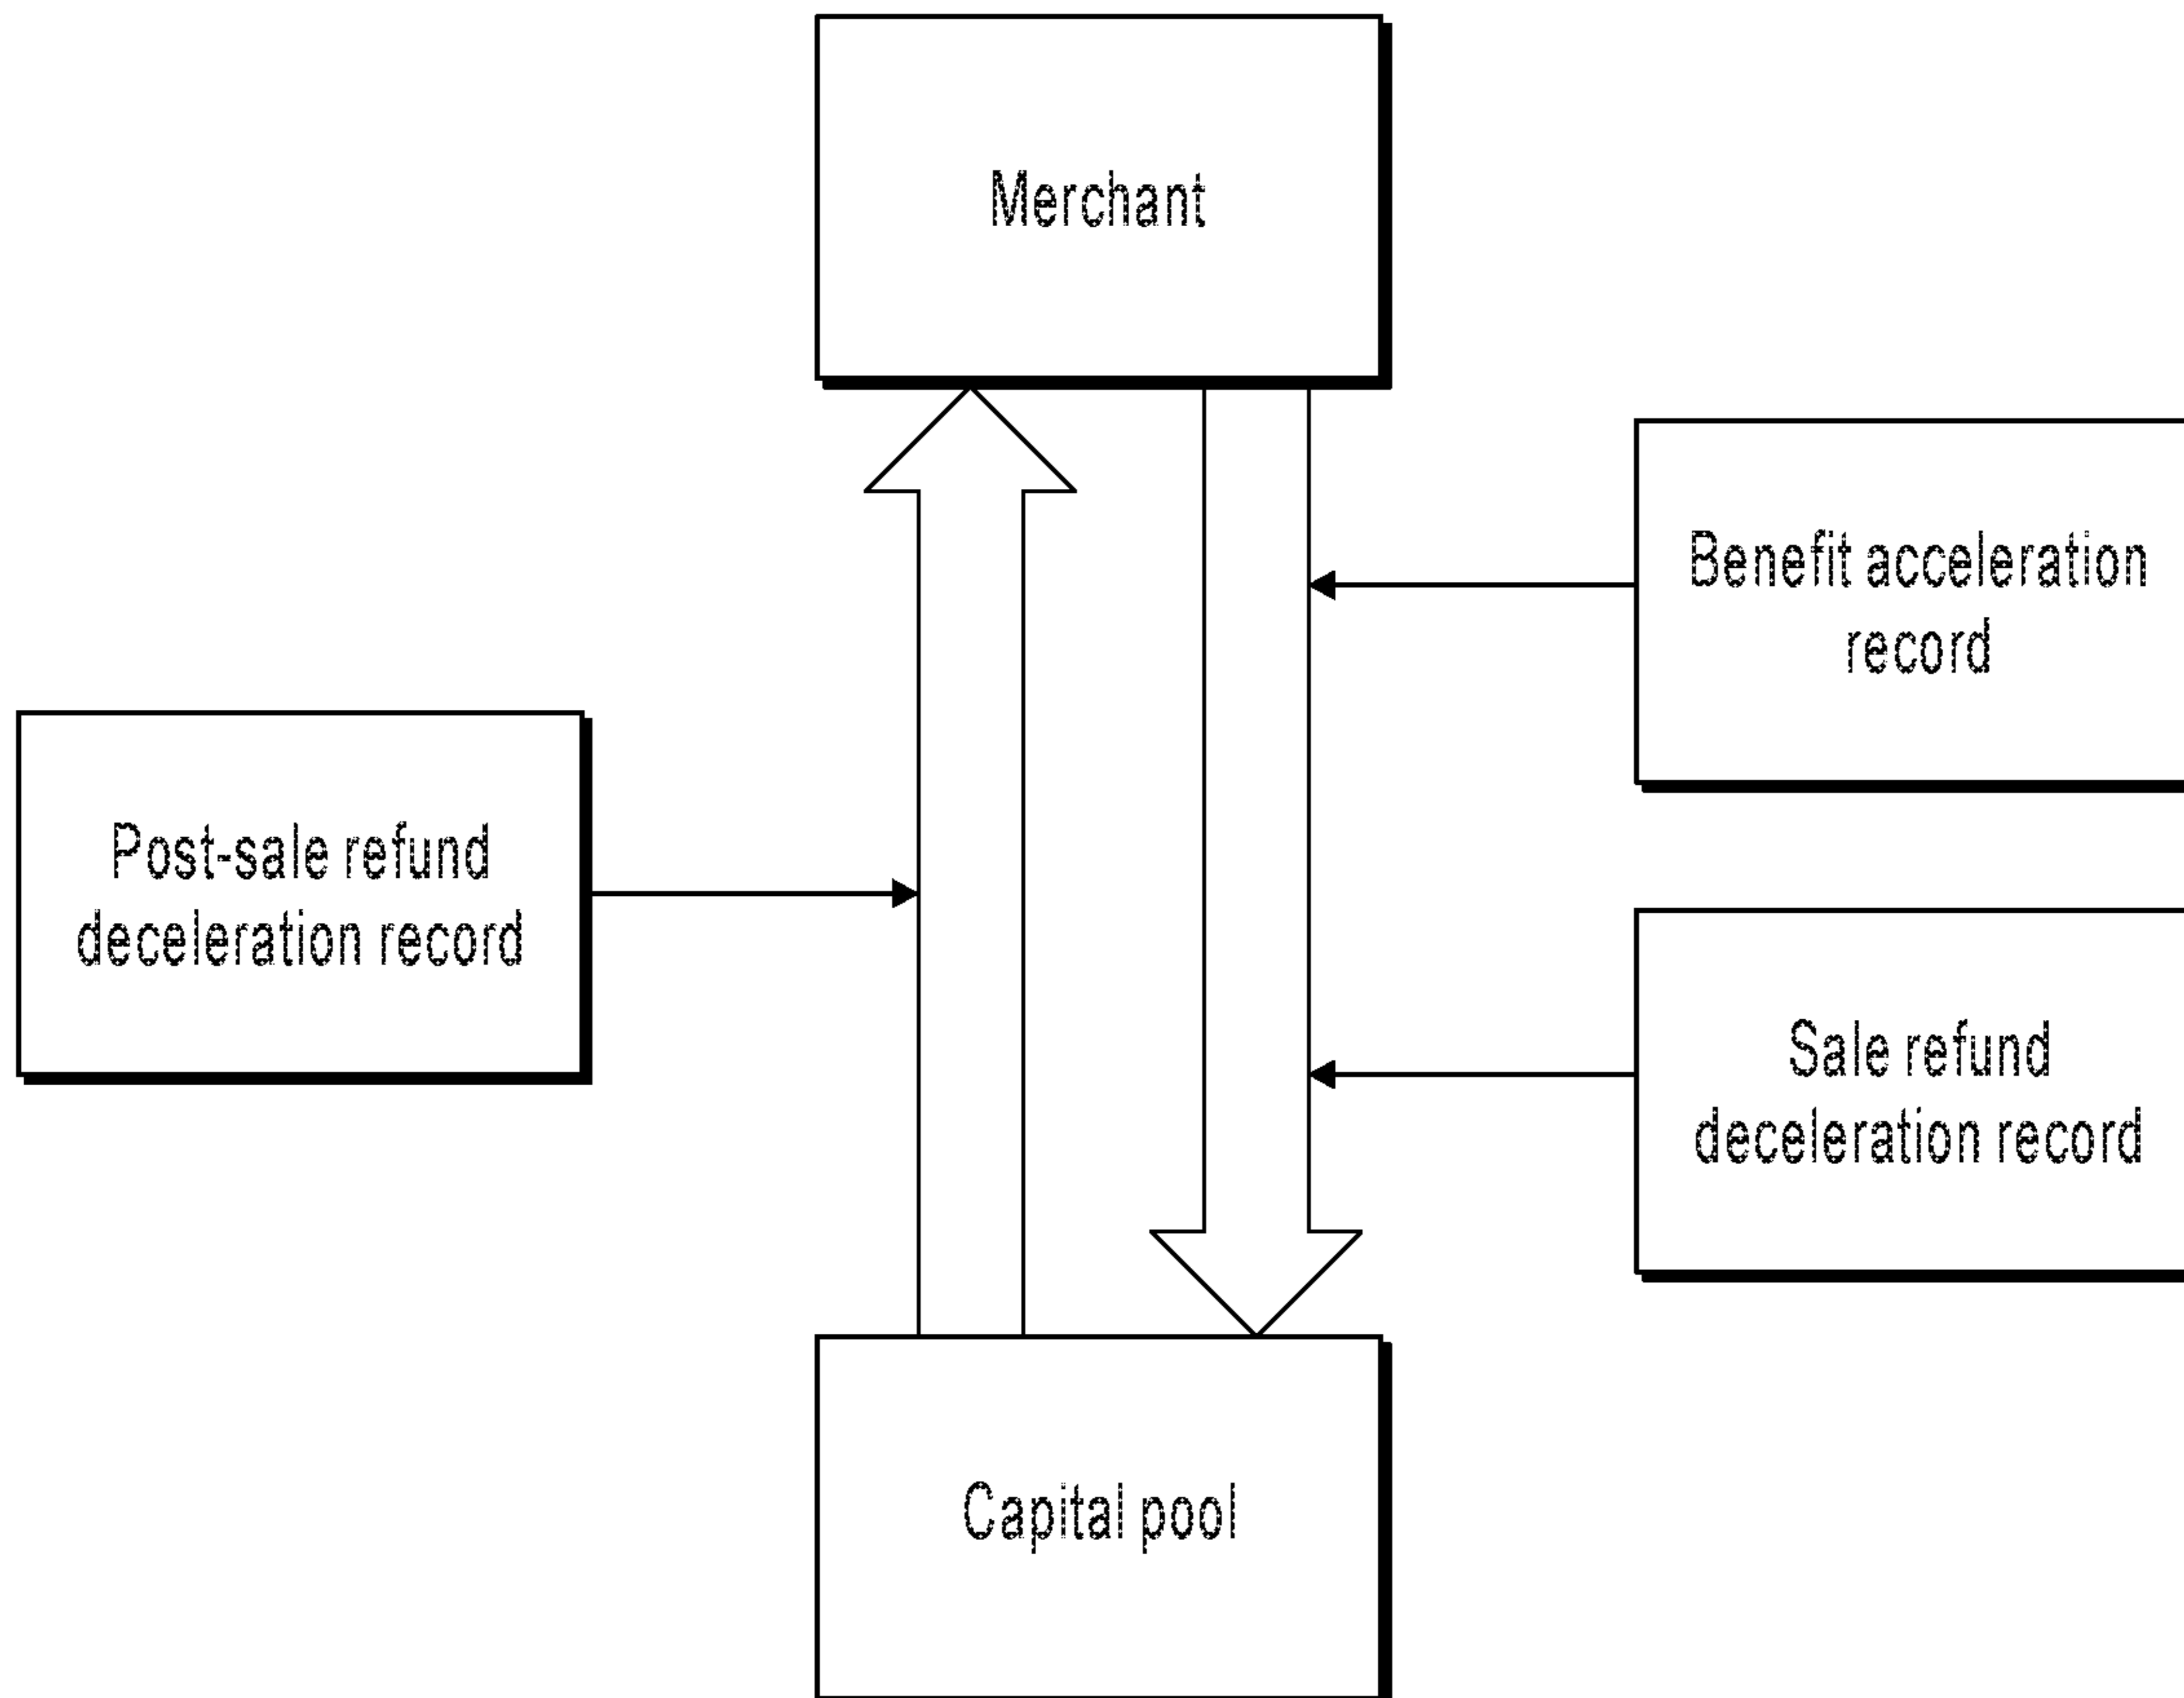 Merchant
Benefit acceleration
record
Post-sale refund
deceleration record
Sale refund
deceleration record
Capital pool